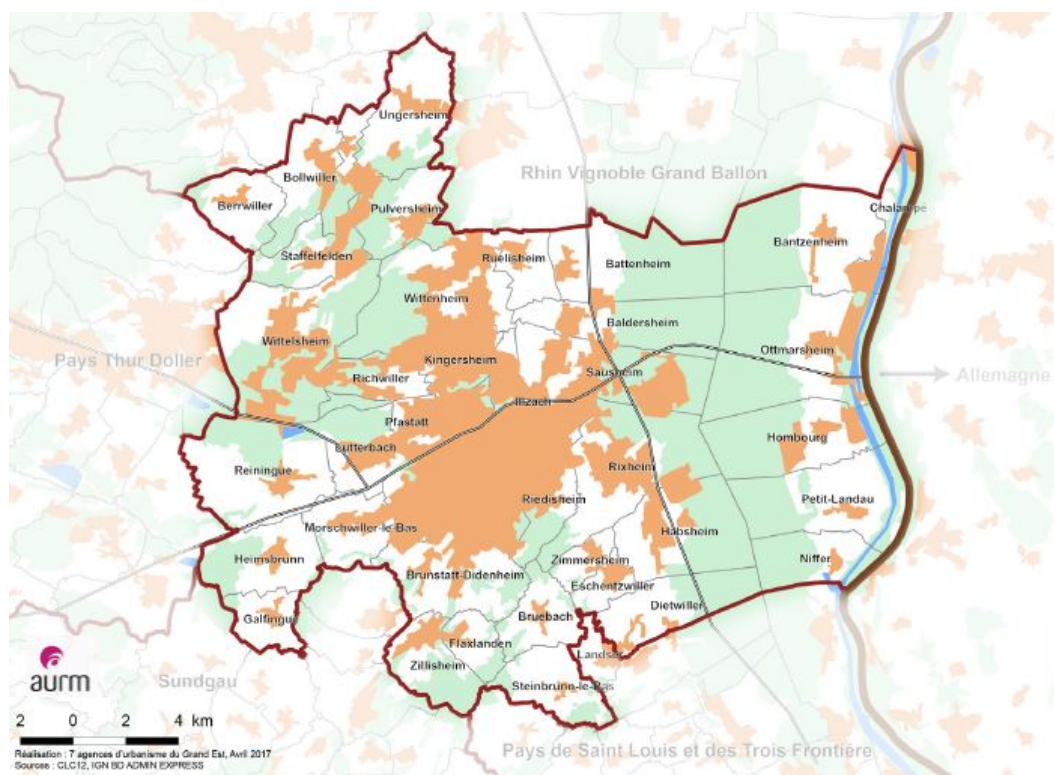 Ungersheim
Rhin Vignoble Grand Ballon
Bollwiller
Berrwiller
Pulversheim
Chalampé
Bantzenheim
Staffelfelden
Ruelisheim
Battenheim
Wittenheim
Baldersheim
Wittelsheim
Ottmarsheim
Pays Thur Doller
Kingersheim
Sausheim
Allemagne
Richwiller
Illzach
Pfastatt
Hombourg
Lutterbach
Reiningue
Rixheim
Riedisheim
Petit-Landau
Morschwiller-le-Bas
Habsheim
Heimsbrunn
Zimmersheim
Niffer
Brunstatt-Didenheim
Eschentzwiller
Dietwiller
Galfingue
Bruebach
Flaxlanden
Landser
Zillisheim
aurm
Sundgau
Steinbrunn-le-Bas
2 0 2 4 km
Pays de Saint Louis et des Trois Frontière
Réalisation : 7 agences d'urbanisme du Grand Est, Avril 2017
Sources : CLC12, IGN BD ADMIN EXPRESS